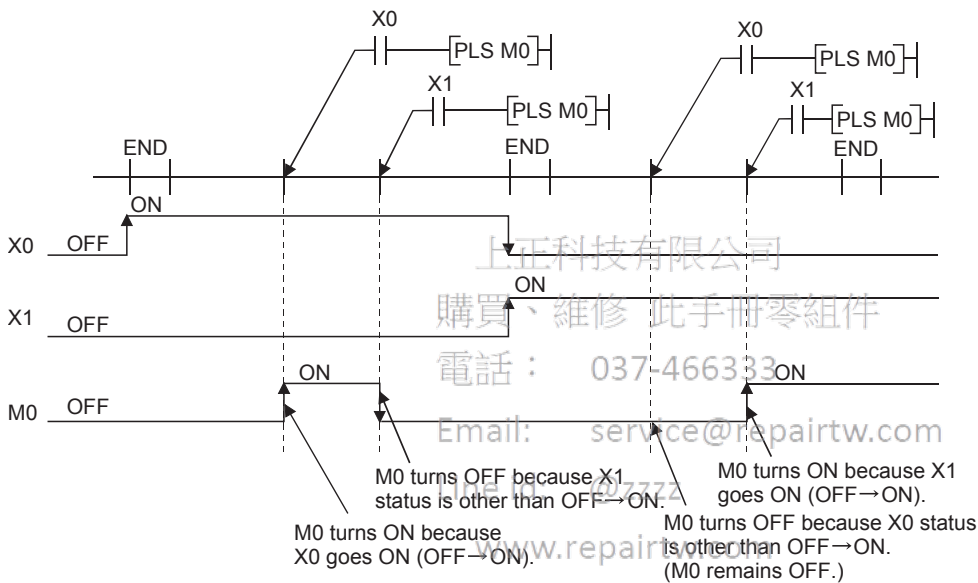 X0
[PLS M0]
X1
[PLS M0]
X0
[PLS M0]
X1
[PLS M0]
END
END
END
ON
X0 OFF
上正科技有限公司
ON
購買、維修 此手冊零組件
X1 OFF
電話： 037-466333
ON
ON
M0 OFF
Email: service@repairtw.com
M0 turns OFF because X1
status is other than OFF→ON.
Line Id: @zzzz
M0 turns ON because X1
goes ON (OFF→ON).
M0 turns ON because
X0 goes ON (OFF→ON).
M0 turns OFF because X0 status
is other than OFF→ON.
(M0 remains OFF.)
www.repairtw.com